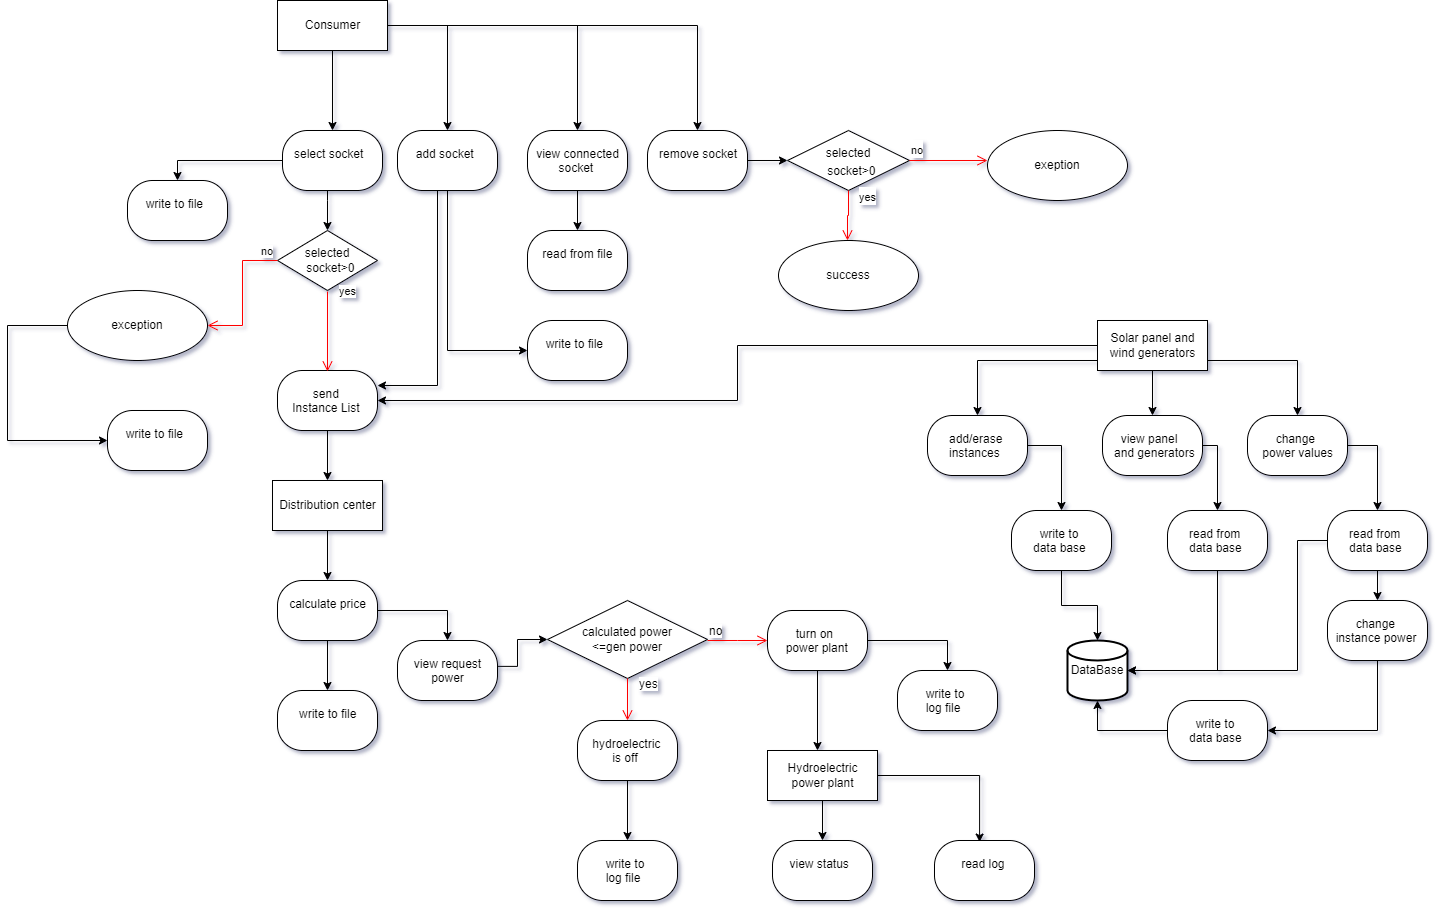 Consumer
select socket
add socket
view connected
socket
remove socket
selected
socket>0
no
exeption
yes
success
write to file
selected
socket>0
no
yes
read from file
exception
write to file
send
Instance List
write to file
Solar panel and
wind generators
add/erase
instances
view panel
and generators
change
power values
Distribution center
write to
data base
read from
data base
read from
data base
calculate price
view request
power
calculated power
<=gen power
no
yes
turn on
power plant
write to
log file
DataBase
change
instance power
write to
data base
write to file
hydroelectric
is off
Hydroelectric
power plant
write to
log file
view status
read log